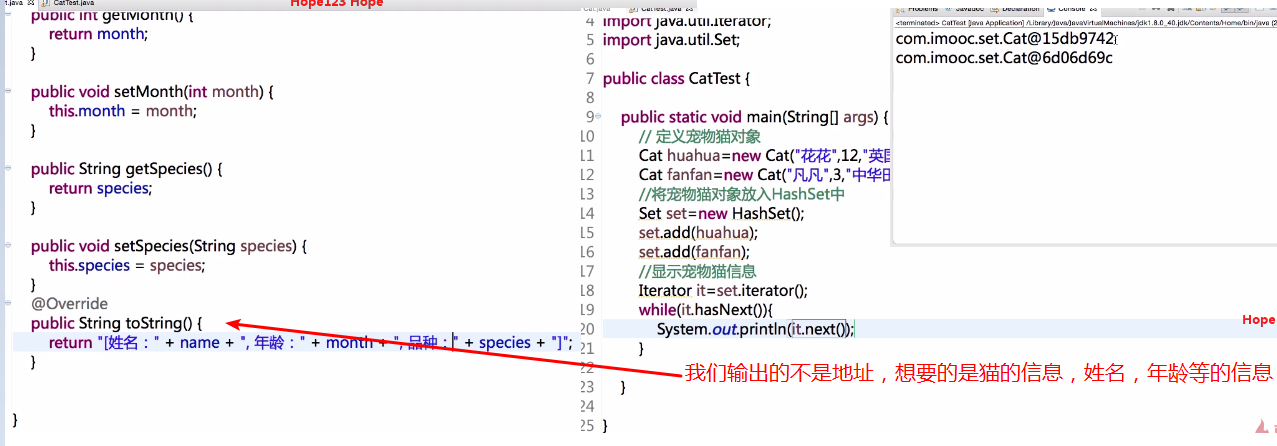 .java CatTest.java
Hope123 Hope
public int getMonth() {
return month;
}
public void setMonth(int month) {
this.month = month;
}
public String getSpecies() {
return species;
}
public void setSpecies(String species) {
this.species = species;
}
@Override
public String toString() {
return "[姓名：" + name + ", 年龄：" + month + ", 品种：" + species + "]";
}
}
4 import java.util.Iterator;
5 import java.util.Set;
6
7 public class CatTest {
8
9 public static void main(String[] args) {
10 // 定义宠物猫对象
11 Cat huahua=new Cat("花花",12,"英国
12 Cat fanfan=new Cat("凡凡",3,"中华田
13 //将宠物猫对象放入HashSet中
14 Set set=new HashSet();
15 set.add(huahua);
16 set.add(fanfan);
17 //显示宠物猫信息
18 Iterator it=set.iterator();
19 while(it.hasNext()){
20 System.out.println(it.next());
21 }
22
23 }
24
25 }
Problems Javadoc Declaration Console
<terminated> CatTest [Java Application] /Library/Java/JavaVirtualMachines/jdk1.8.0_40.jdk/Contents/Home/bin/java (2
com.imooc.set.Cat@15db9742
com.imooc.set.Cat@6d06d69c
Hope
我们输出的不是地址，想要的是猫的信息，姓名，年龄等的信息